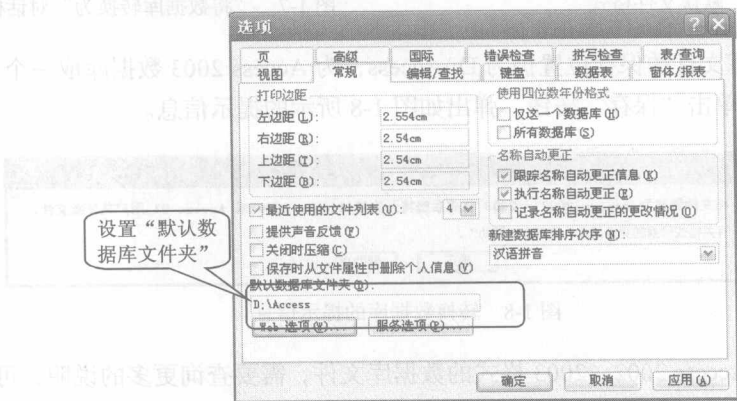 选项
页 高级 国际 错误检查 拼写检查 表/查询
视图 常规 编辑/查找 键盘 数据表 窗体/报表
打印边距
左边距(L): 2.554cm
右边距(R): 2.54cm
上边距(T): 2.54cm
下边距(B): 2.54cm
最近使用的文件列表(U): 4
提供声音反馈(F)
关闭时压缩(C)
保存时从文件属性中删除个人信息(V)
默认数据库文件夹(D):
D:\Access
Web 选项(W)... 服务选项(P)...
使用四位数年份格式
仅这一个数据库(H)
所有数据库(S)
名称自动更正
跟踪名称自动更正信息(K)
执行名称自动更正(E)
记录名称自动更正的更改情况(O)
新建数据库排序次序(N):
汉语拼音
确定 取消 应用(A)
设置“默认数
据库文件夹”